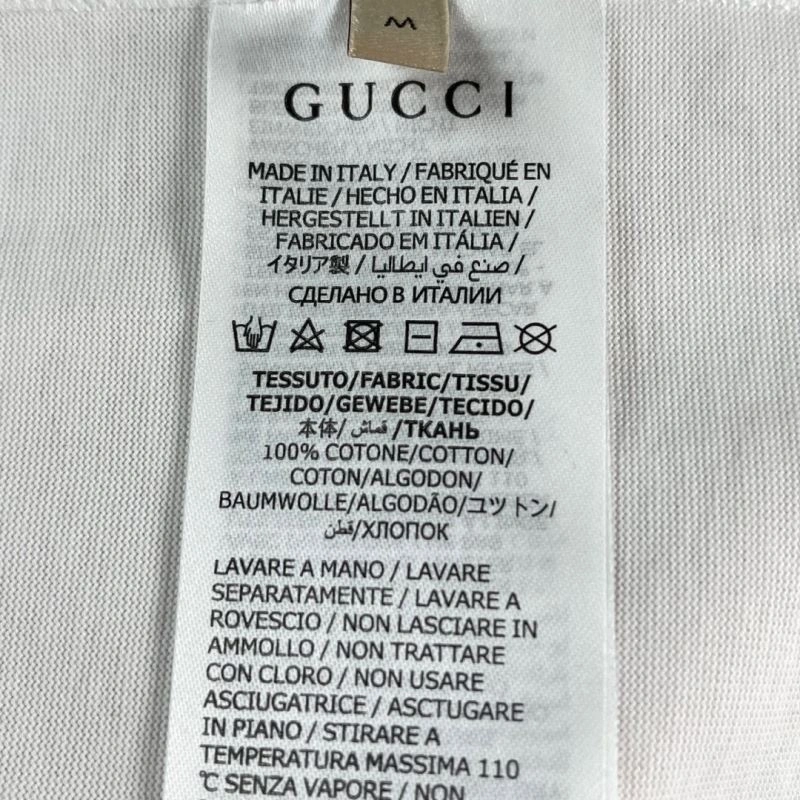 M
GUCCI
MADE IN ITALY / FABRIQUÉ EN
ITALIE / HECHO EN ITALIA /
HERGESTELLT IN ITALIEN /
FABRICADO EM ITÁLIA /
イタリア製 / صنع في ايطاليا /
СДЕЛАНО В ИТАЛИИ
TESSUTO/FABRIC/TISSU/
TEJIDO/GEWEBE/TECIDO/
本体/ قماش /ТКАНЬ
100% COTONE/COTTON/
COTON/ALGODON/
BAUMWOLLE/ALGODÃO/ユツトン/
قطن/ХЛОПОК
LAVARE A MANO / LAVARE
SEPARATAMENTE / LAVARE A
ROVESCIO / NON LASCIARE IN
AMMOLLO / NON TRATTARE
CON CLORO / NON USARE
ASCIUGATRICE / ASCTUGARE
IN PIANO / STIRARE A
TEMPERATURA MASSIMA 110
℃ SENZA VAPORE / NON